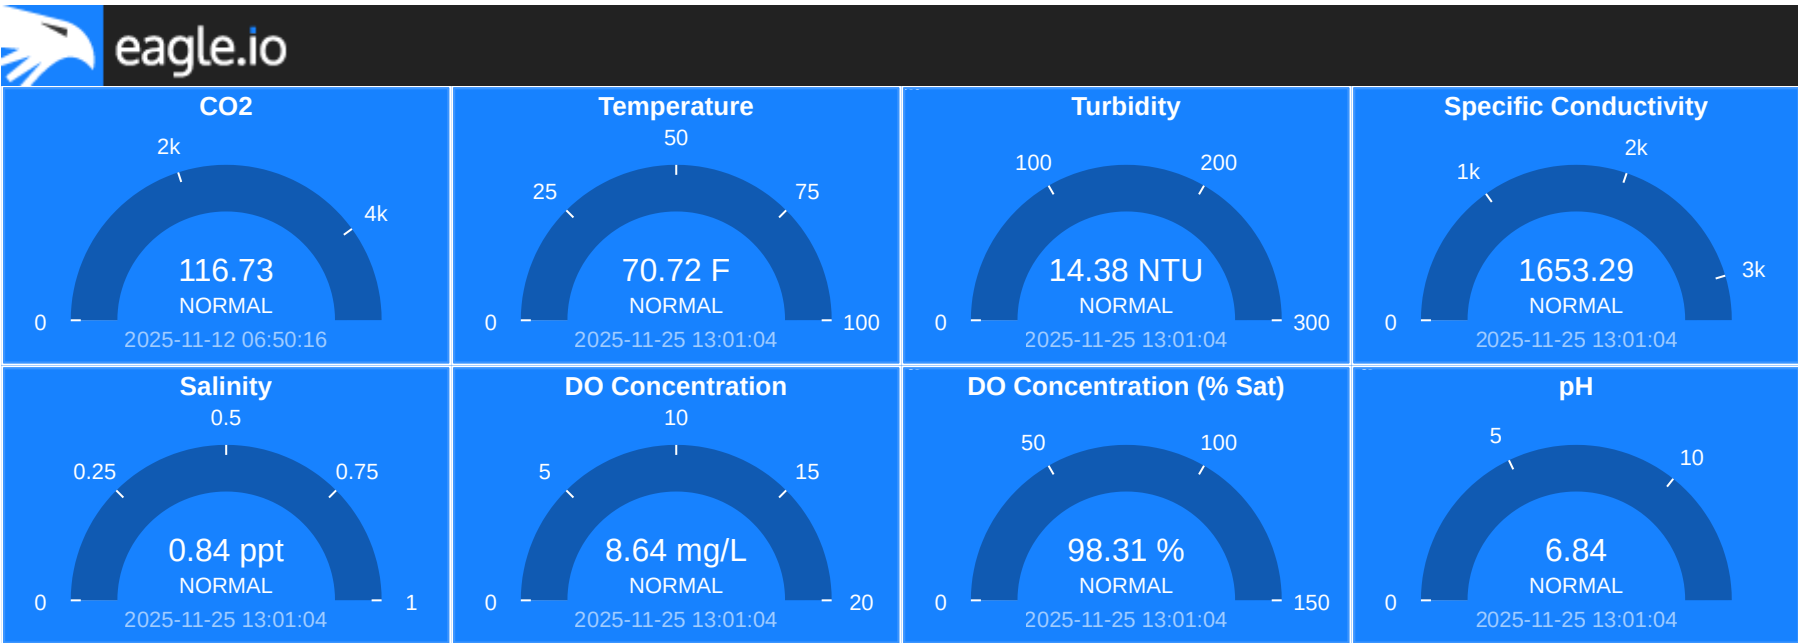 eagle.io
CO2
2k
4k
116.73
NORMAL
0
2025-11-12 06:50:16
Temperature
50
25
75
70.72 F
NORMAL
0
100
2025-11-25 13:01:04
Turbidity
100
200
14.38 NTU
NORMAL
0
300
2025-11-25 13:01:04
Specific Conductivity
2k
1k
3k
1653.29
NORMAL
0
2025-11-25 13:01:04
Salinity
0.5
0.25
0.75
0.84 ppt
NORMAL
0
1
2025-11-25 13:01:04
DO Concentration
10
5
15
8.64 mg/L
NORMAL
0
20
2025-11-25 13:01:04
DO Concentration (% Sat)
50
100
98.31 %
NORMAL
0
150
2025-11-25 13:01:04
pH
5
10
6.84
NORMAL
0
2025-11-25 13:01:04